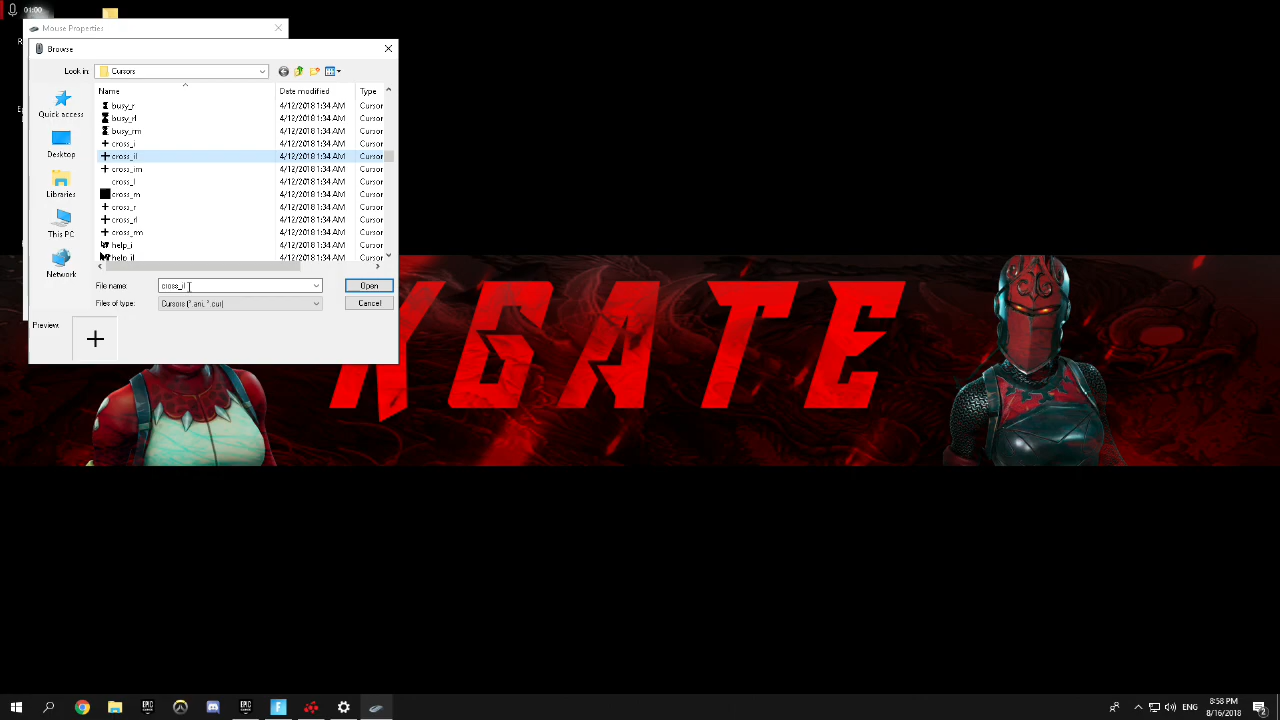 01:00
Mouse Properties
Browse
Look in:
Cursors
Name
Date modified
Type
busy_r
4/12/2018 1:34 AM
Cursor
busy_rl
4/12/2018 1:34 AM
Cursor
busy_rm
4/12/2018 1:34 AM
Cursor
cross_i
4/12/2018 1:34 AM
Cursor
cross_il
4/12/2018 1:34 AM
Cursor
cross_im
4/12/2018 1:34 AM
Cursor
cross_l
4/12/2018 1:34 AM
Cursor
cross_m
4/12/2018 1:34 AM
Cursor
cross_r
4/12/2018 1:34 AM
Cursor
cross_rl
4/12/2018 1:34 AM
Cursor
cross_rm
4/12/2018 1:34 AM
Cursor
help_i
4/12/2018 1:34 AM
Cursor
help_il
4/12/2018 1:34 AM
Cursor
Quick access
Desktop
Libraries
This PC
Network
File name:
cross_il
Open
Files of type:
Cursors (*.ani, *.cur)
Cancel
Preview:
GATE
ENG
8:58 PM
8/16/2018
2